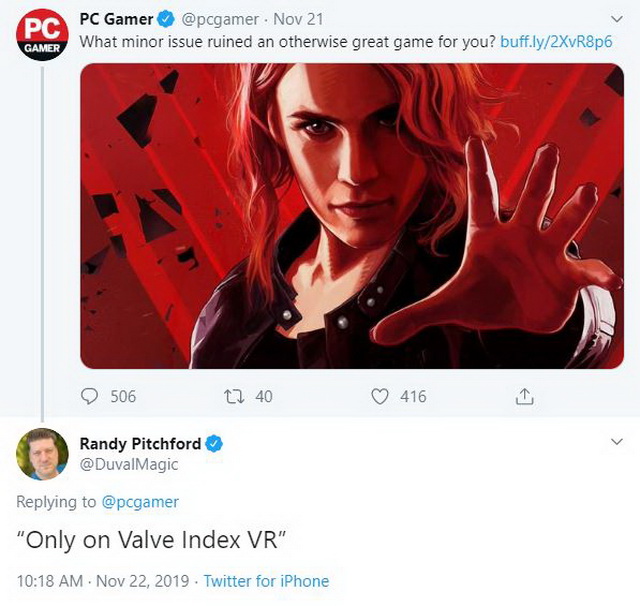 PC
GAMER
PC Gamer @pcgamer · Nov 21
What minor issue ruined an otherwise great game for you? buff.ly/2XvR8p6
506 40 416
Randy Pitchford
@DuvalMagic
Replying to @pcgamer
“Only on Valve Index VR”
10:18 AM · Nov 22, 2019 · Twitter for iPhone